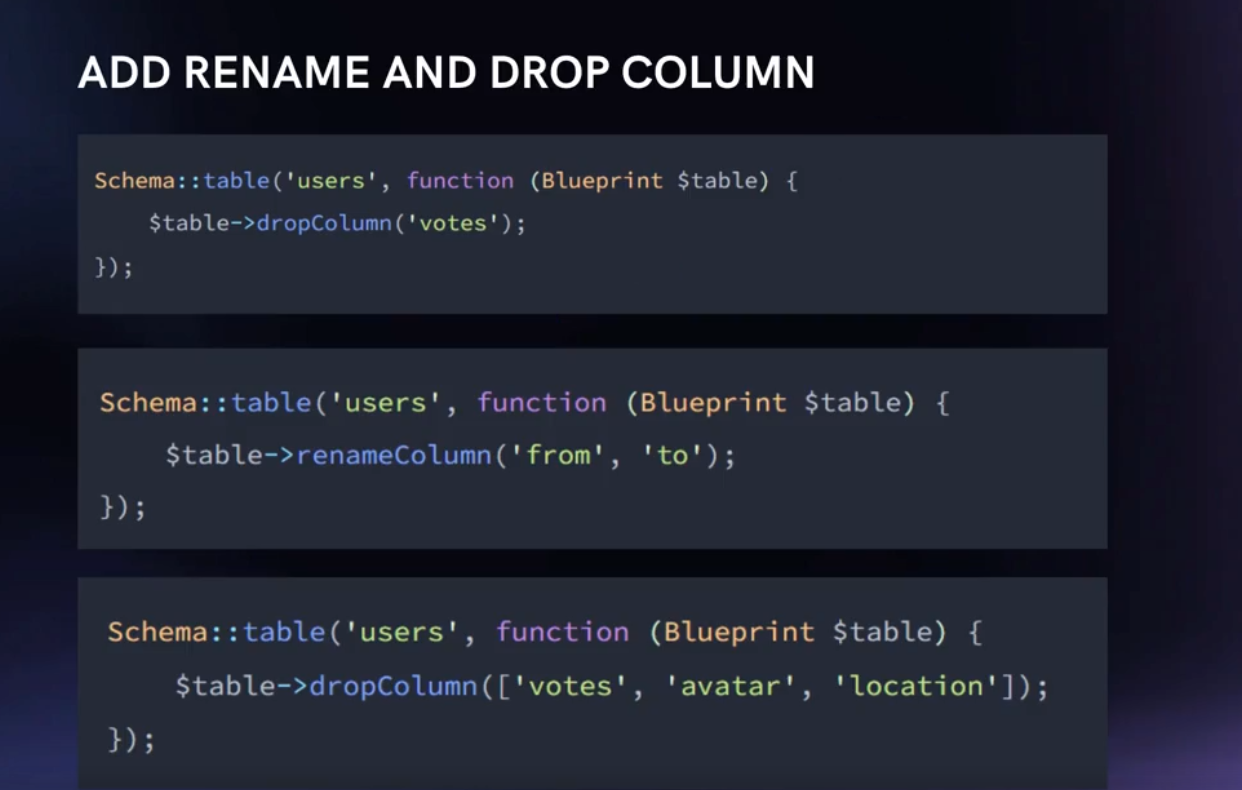 ADD RENAME AND DROP COLUMN
Schema::table('users', function (Blueprint $table) {
    $table->dropColumn('votes');
});
Schema::table('users', function (Blueprint $table) {
    $table->renameColumn('from', 'to');
});
Schema::table('users', function (Blueprint $table) {
    $table->dropColumn(['votes', 'avatar', 'location']);
});